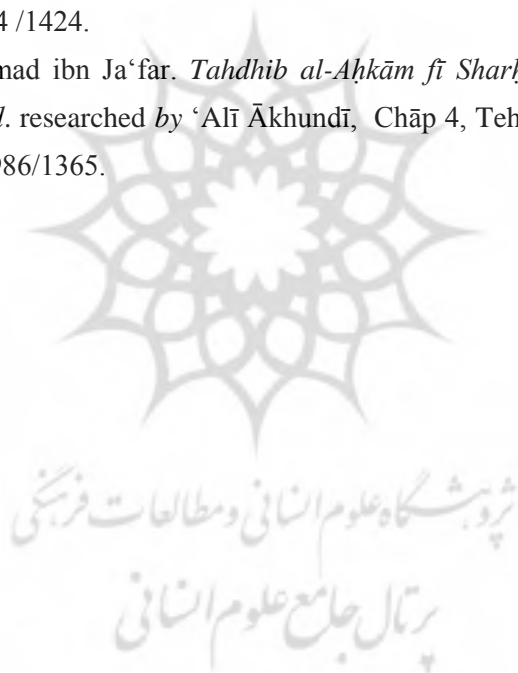 4 /1424.
mad ibn Ja‘far. Tahdhib al-Aḥkām fī Sharḥ
d. researched by ‘Alī Ākhundī, Chāp 4, Teh
986/1365.
پژوهشگاه علوم انسانی و مطالعات فرهنگی
پرتال جامع علوم انسانی